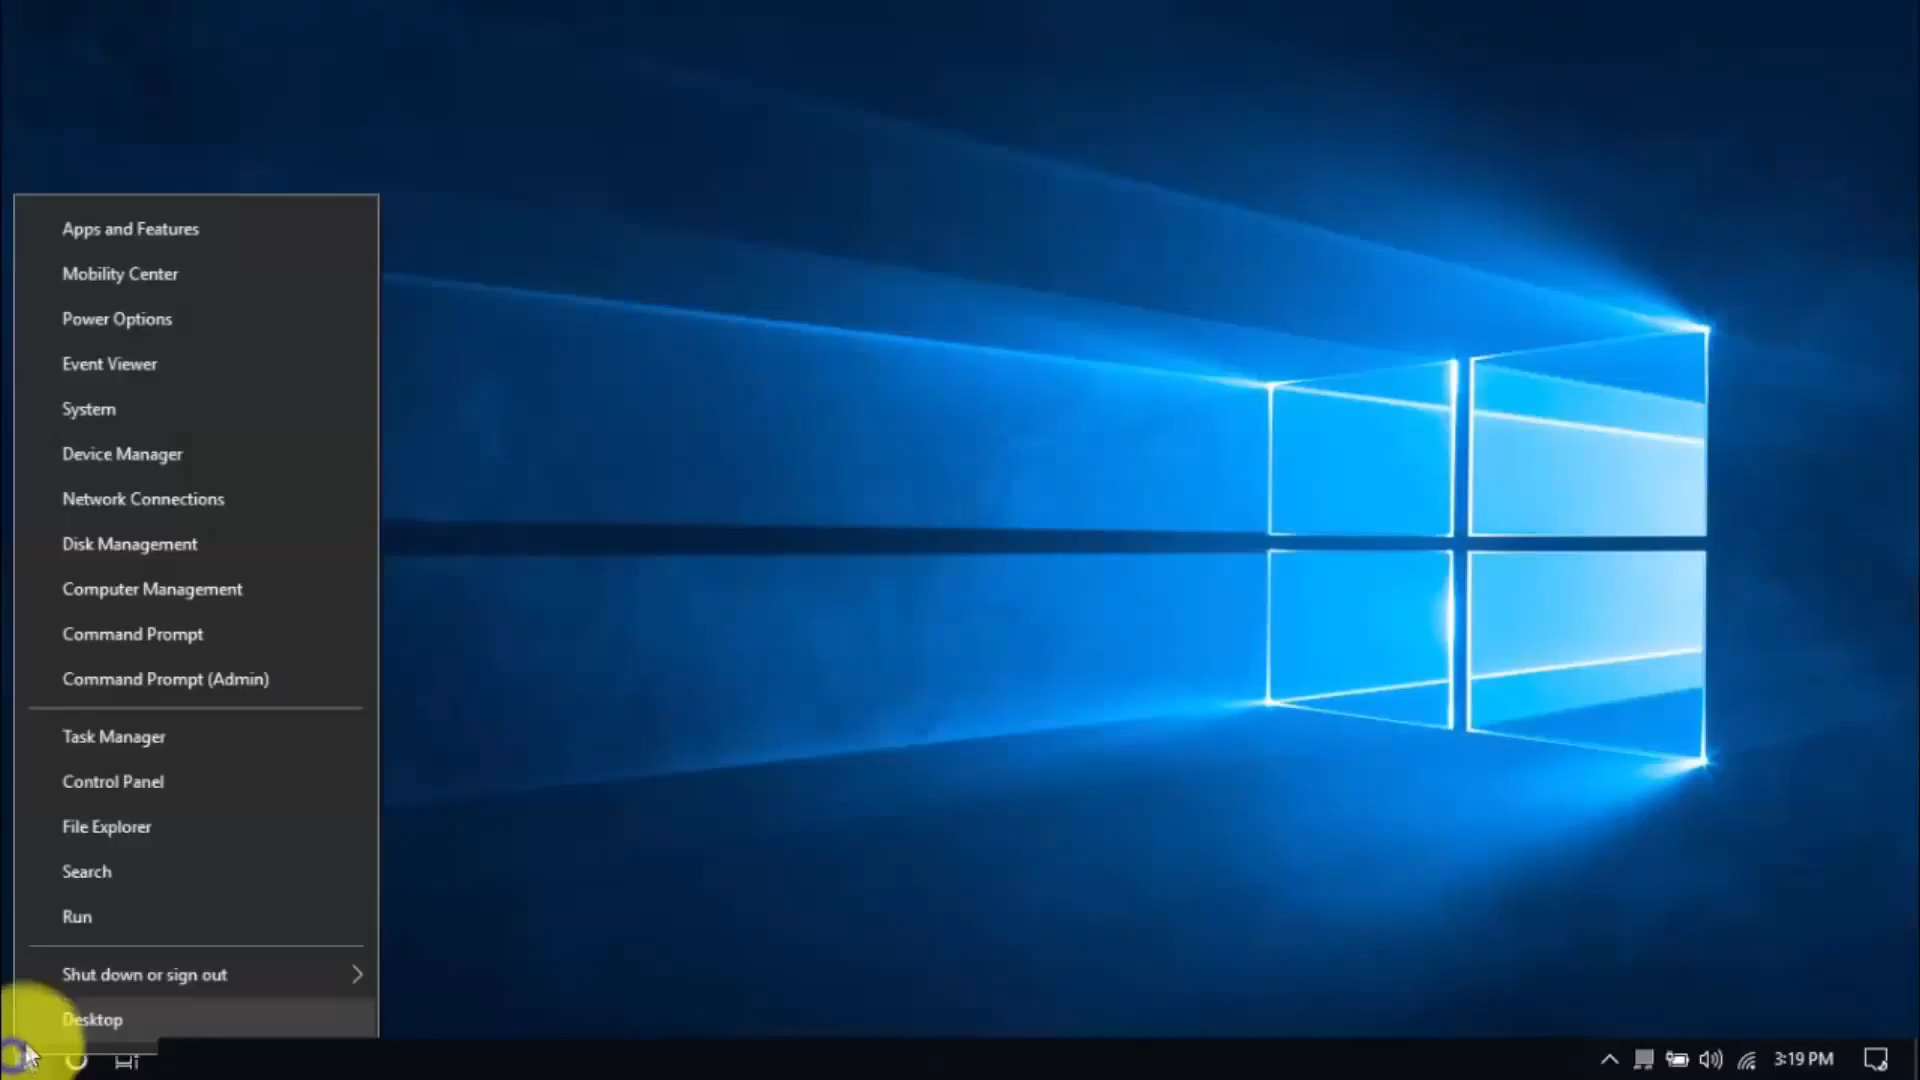 Apps and Features
Mobility Center
Power Options
Event Viewer
System
Device Manager
Network Connections
Disk Management
Computer Management
Command Prompt
Command Prompt (Admin)
Task Manager
Control Panel
File Explorer
Search
Run
Shut down or sign out
Desktop
3:19 PM